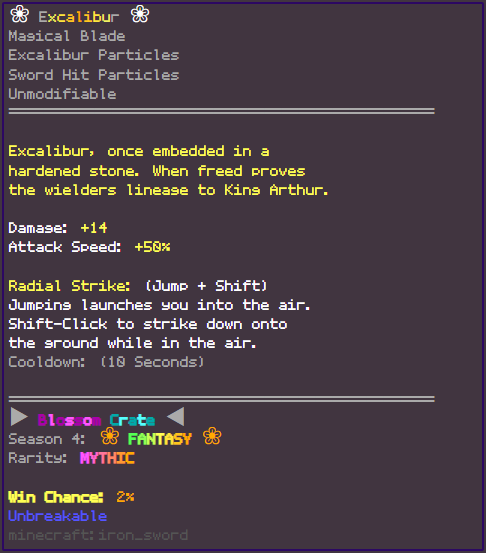 ❀ Excalibur ❀
Magical Blade
Excalibur Particles
Sword Hit Particles
Unmodifiable
Excalibur, once embedded in a
hardened stone. When freed proves
the wielders lineage to King Arthur.
Damage: +14
Attack Speed: +50%
Radial Strike: (Jump + Shift)
Jumping launches you into the air.
Shift-Click to strike down onto
the ground while in the air.
Cooldown: (10 Seconds)
▶ Blossom Crate ◀
Season 4: ❀ FANTASY ❀
Rarity: MYTHIC
Win Chance: 2%
Unbreakable
minecraft:iron_sword